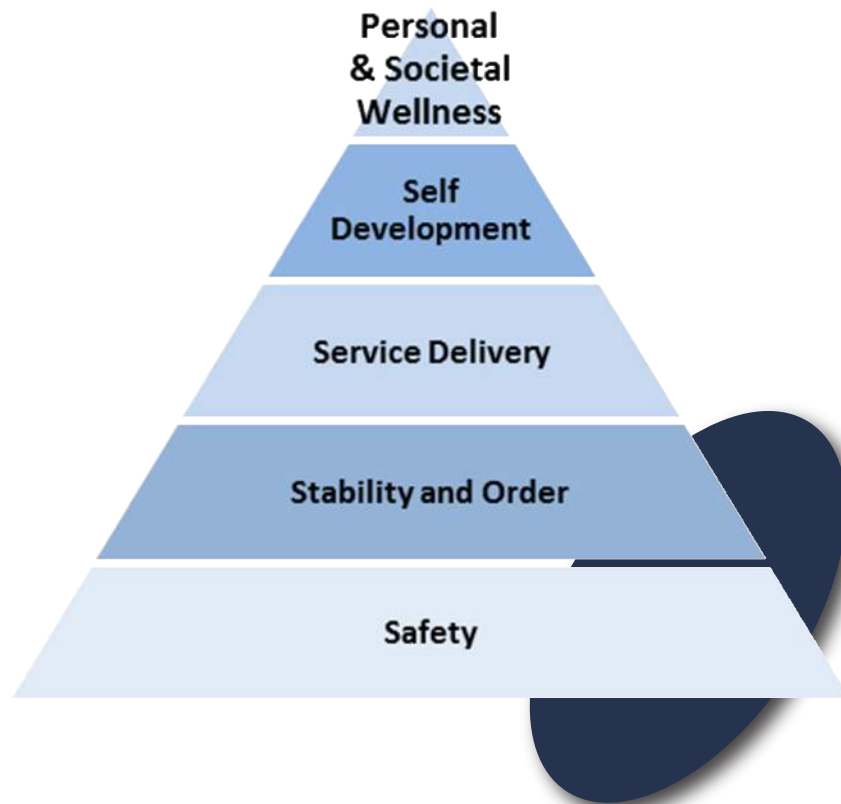 Personal
& Societal
Wellness
Self
Development
Service Delivery
Stability and Order
Safety